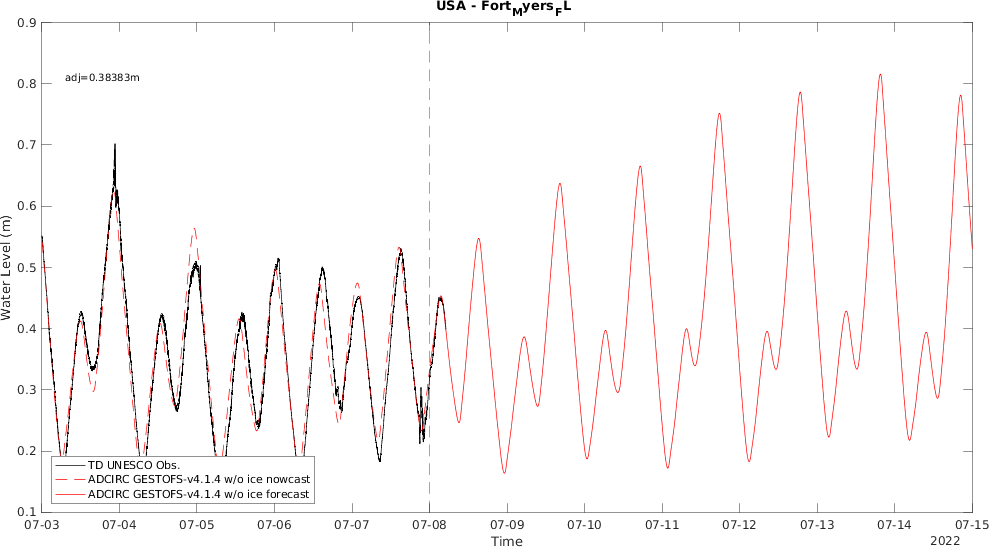 USA - FortMyersFL
0.9
adj=0.38383m
0.8
0.7
0.6
0.5
0.4
0.3
0.2
0.1
Water Level (m)
TD UNESCO Obs.
ADCIRC GESTOFS-v4.1.4 w/o ice nowcast
ADCIRC GESTOFS-v4.1.4 w/o ice forecast
07-03 07-04 07-05 07-06 07-07 07-08 07-09 07-10 07-11 07-12 07-13 07-14 07-15
Time
2022